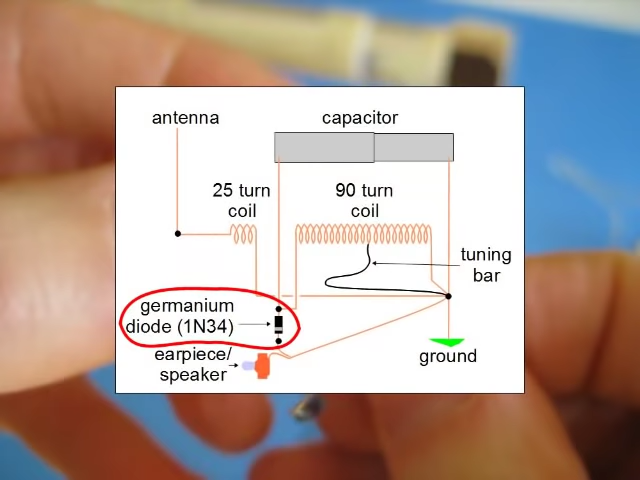 antenna
capacitor
25 turn
coil
90 turn
coil
tuning
bar
germanium
diode (1N34)
earpiece/
speaker
ground